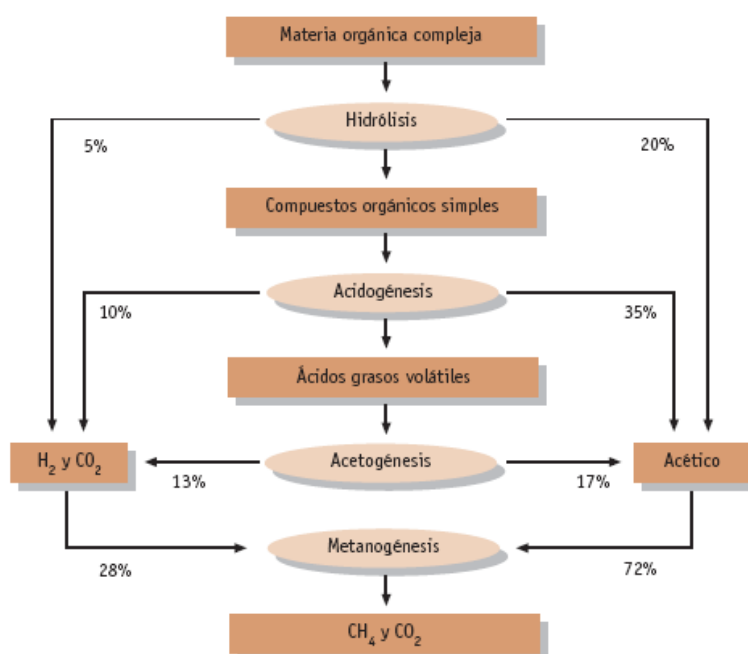 Materia orgánica compleja
Hidrólisis
5%
20%
Compuestos orgánicos simples
Acidogénesis
10%
35%
Ácidos grasos volátiles
H₂ y CO₂
Acetogénesis
Acético
13%
17%
Metanogénesis
28%
72%
CH₄ y CO₂